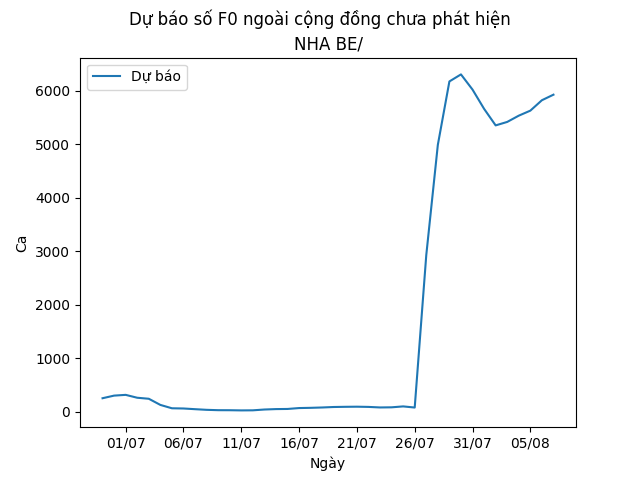 Dự báo số F0 ngoài cộng đồng chưa phát hiện
NHA BE/
Dự báo
6000
5000
4000
3000
2000
1000
0
Ca
01/07 06/07 11/07 16/07 21/07 26/07 31/07 05/08
Ngày